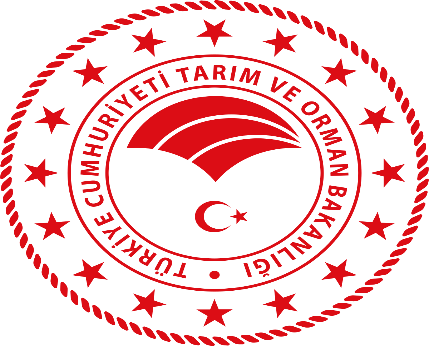 TÜRKİYE CUMHURİYETİ TARIM VE ORMAN BAKANLIĞI